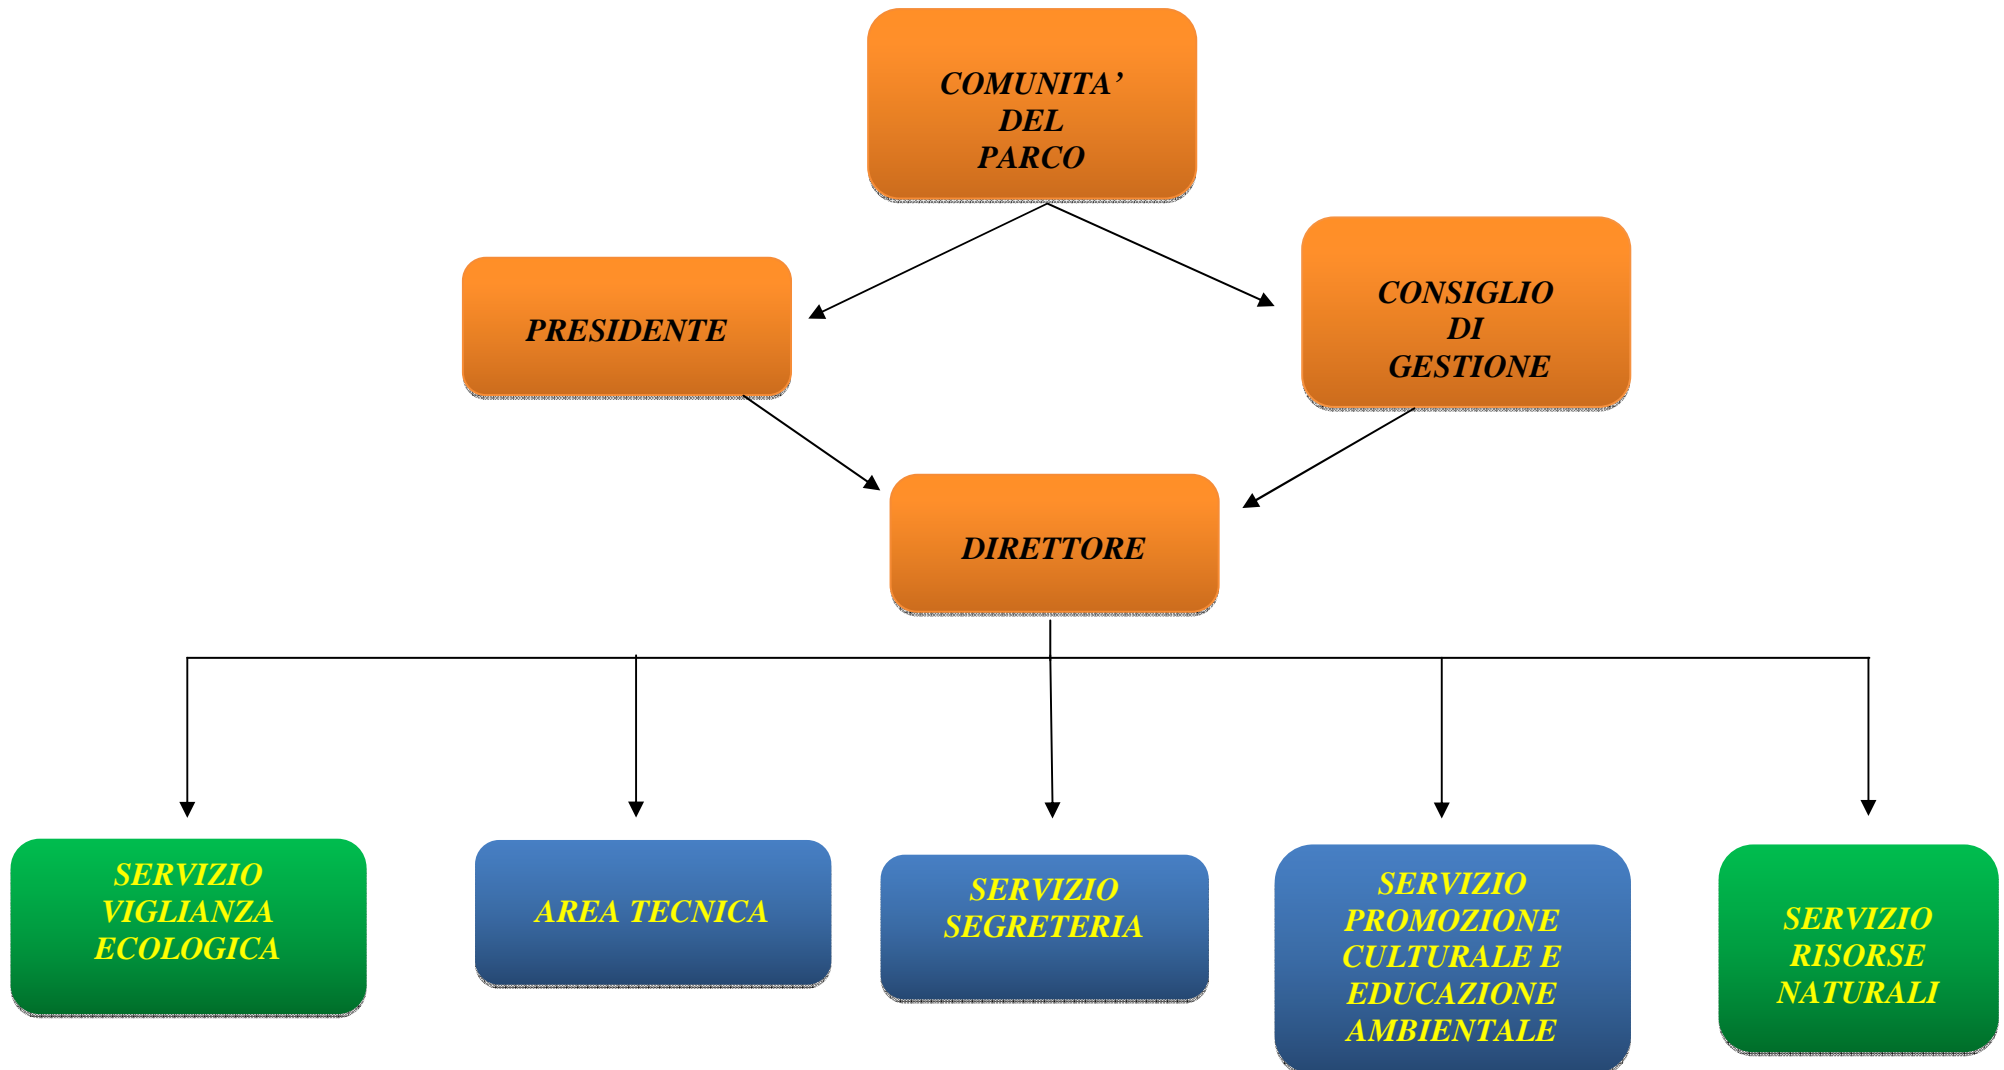 COMUNITA’
DEL
PARCO
PRESIDENTE
CONSIGLIO
DI
GESTIONE
DIRETTORE
SERVIZIO
VIGLIANZA
ECOLOGICA
AREA TECNICA
SERVIZIO
SEGRETERIA
SERVIZIO
PROMOZIONE
CULTURALE E
EDUCAZIONE
AMBIENTALE
SERVIZIO
RISORSE
NATURALI